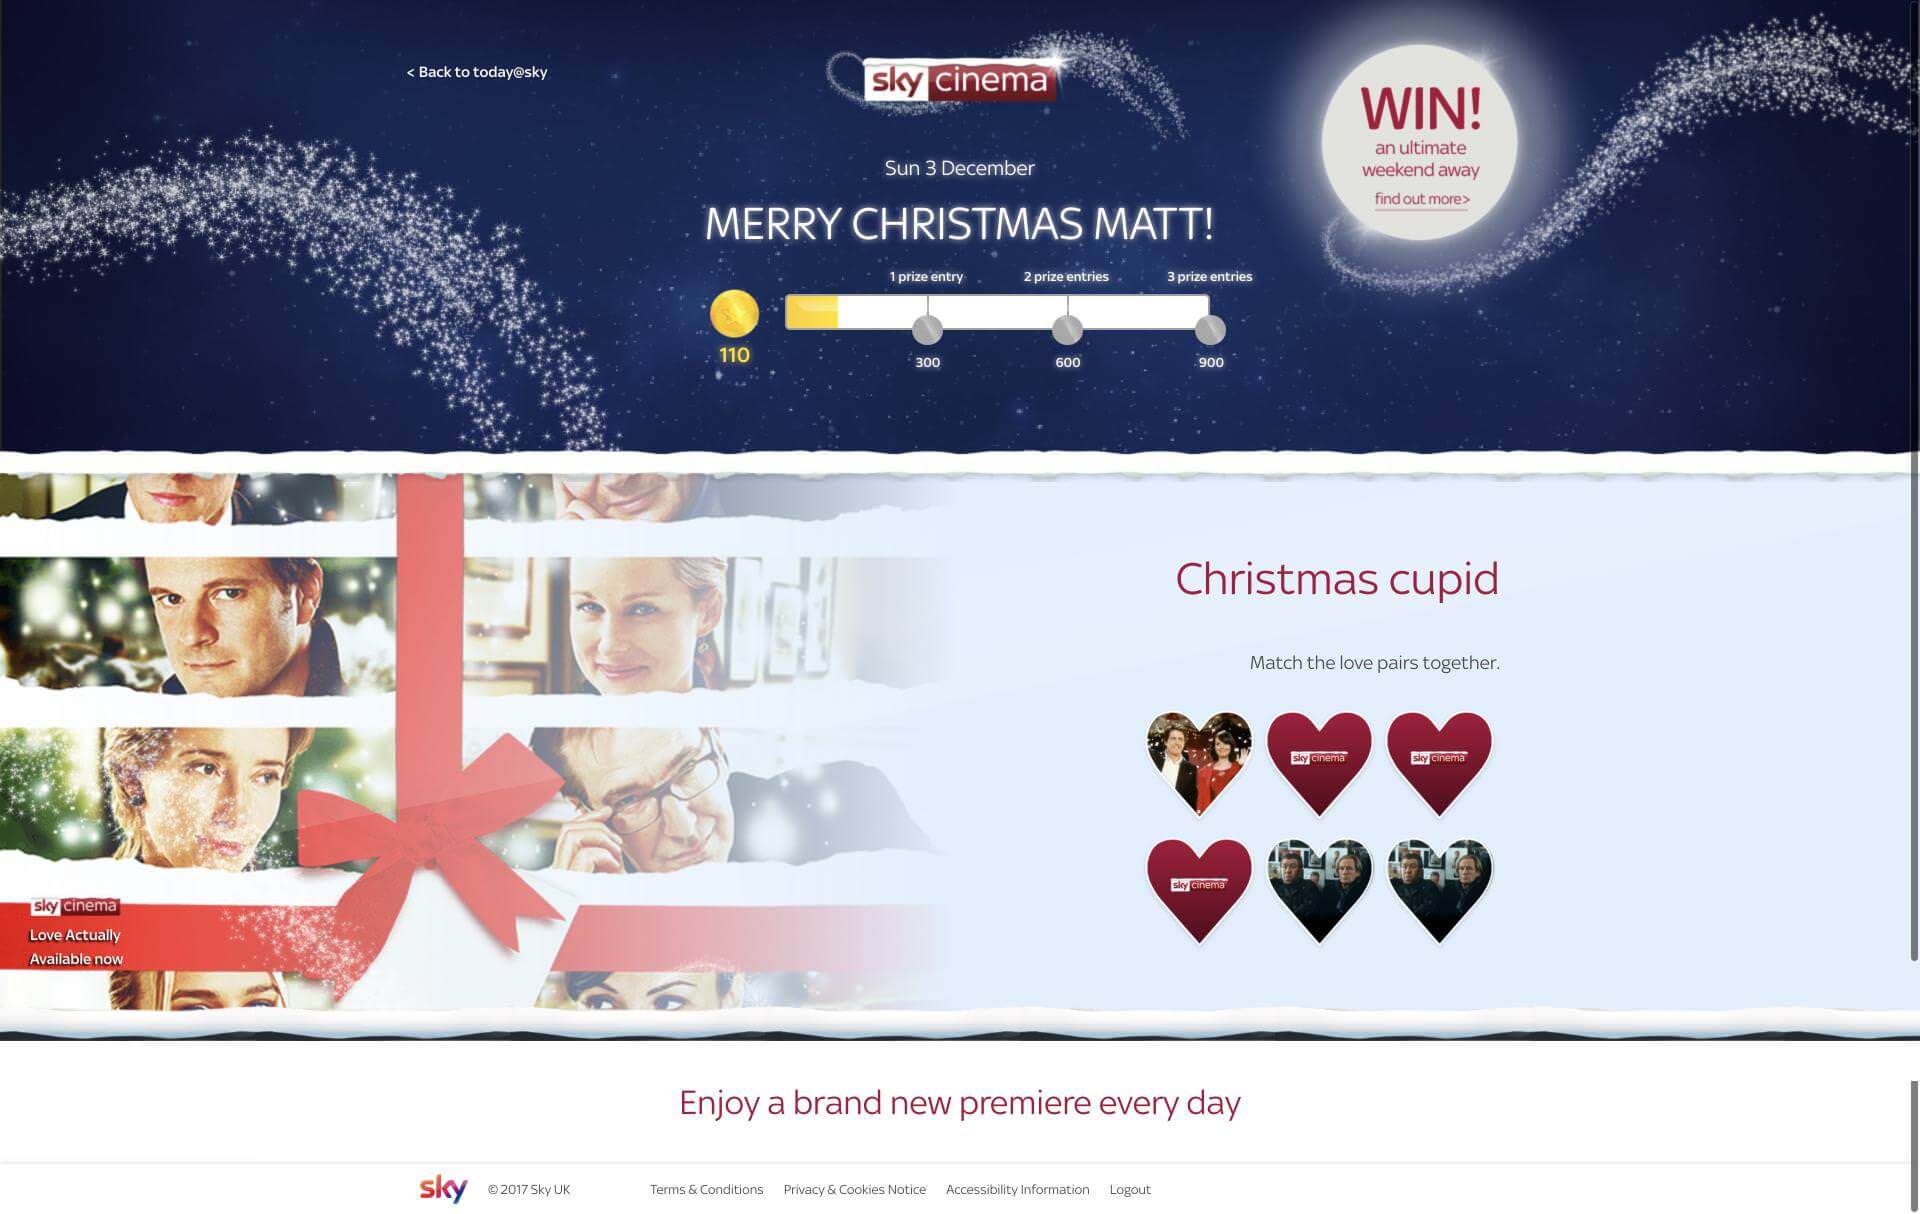 < Back to today@sky
sky cinema
WIN!
an ultimate
weekend away
find out more>
Sun 3 December
MERRY CHRISTMAS MATT!
1 prize entry
2 prize entries
3 prize entries
110
300
600
900
Christmas cupid
Match the love pairs together.
sky cinema
sky cinema
sky cinema
sky cinema
Love Actually
Available now
Enjoy a brand new premiere every day
sky
© 2017 Sky UK
Terms & Conditions
Privacy & Cookies Notice
Accessibility Information
Logout